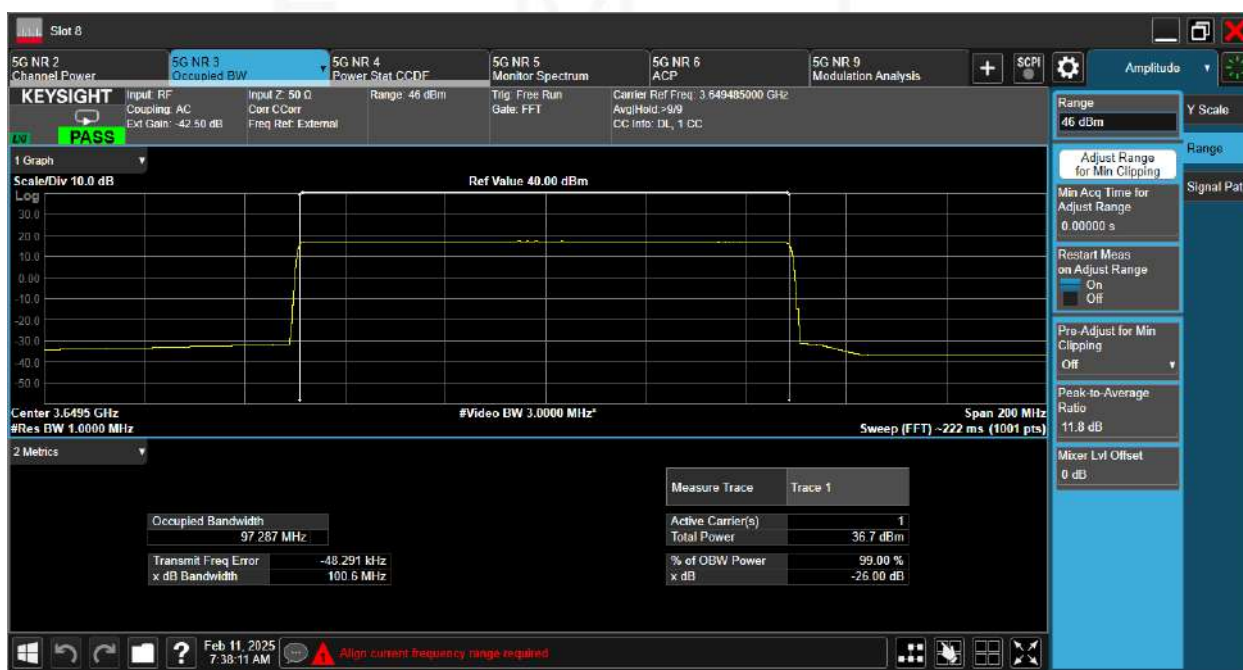 Slot 8
5G NR 2
Channel Power
5G NR 3
Occupied BW
5G NR 4
Power Stat CCDF
5G NR 5
Monitor Spectrum
5G NR 6
ACP
5G NR 9
Modulation Analysis
SCPI
Amplitude
KEYSIGHT
PASS
Input: RF
Coupling: AC
Ext Gain: -42.50 dB
Input Z: 50 Ω
Corr CCorr
Freq Ref: External
Range: 46 dBm
Trig: Free Run
Gate: FFT
Carrier Ref Freq: 3.649485000 GHz
Avg|Hold:>9/9
CC Info: DL, 1 CC
Range
46 dBm
Adjust Range
for Min Clipping
Min Acq Time for
Adjust Range
0.00000 s
Restart Meas
on Adjust Range
On
Off
Pre-Adjust for Min
Clipping
Off
Peak-to-Average
Ratio
11.8 dB
Mixer Lvl Offset
0 dB
Y Scale
Range
Signal Pat
1 Graph
Scale/Div 10.0 dB
Ref Value 40.00 dBm
Log
30.0
20.0
10.0
0.00
-10.0
-20.0
-30.0
-40.0
-50.0
Center 3.6495 GHz
#Video BW 3.0000 MHz*
Span 200 MHz
#Res BW 1.0000 MHz
Sweep (FFT) ~222 ms (1001 pts)
2 Metrics
Measure Trace Trace 1
Occupied Bandwidth
97.287 MHz
Active Carrier(s) 1
Total Power 36.7 dBm
Transmit Freq Error -48.291 kHz
x dB Bandwidth 100.6 MHz
% of OBW Power 99.00 %
x dB -26.00 dB
Feb 11, 2025
7:38:11 AM
Align current frequency range required